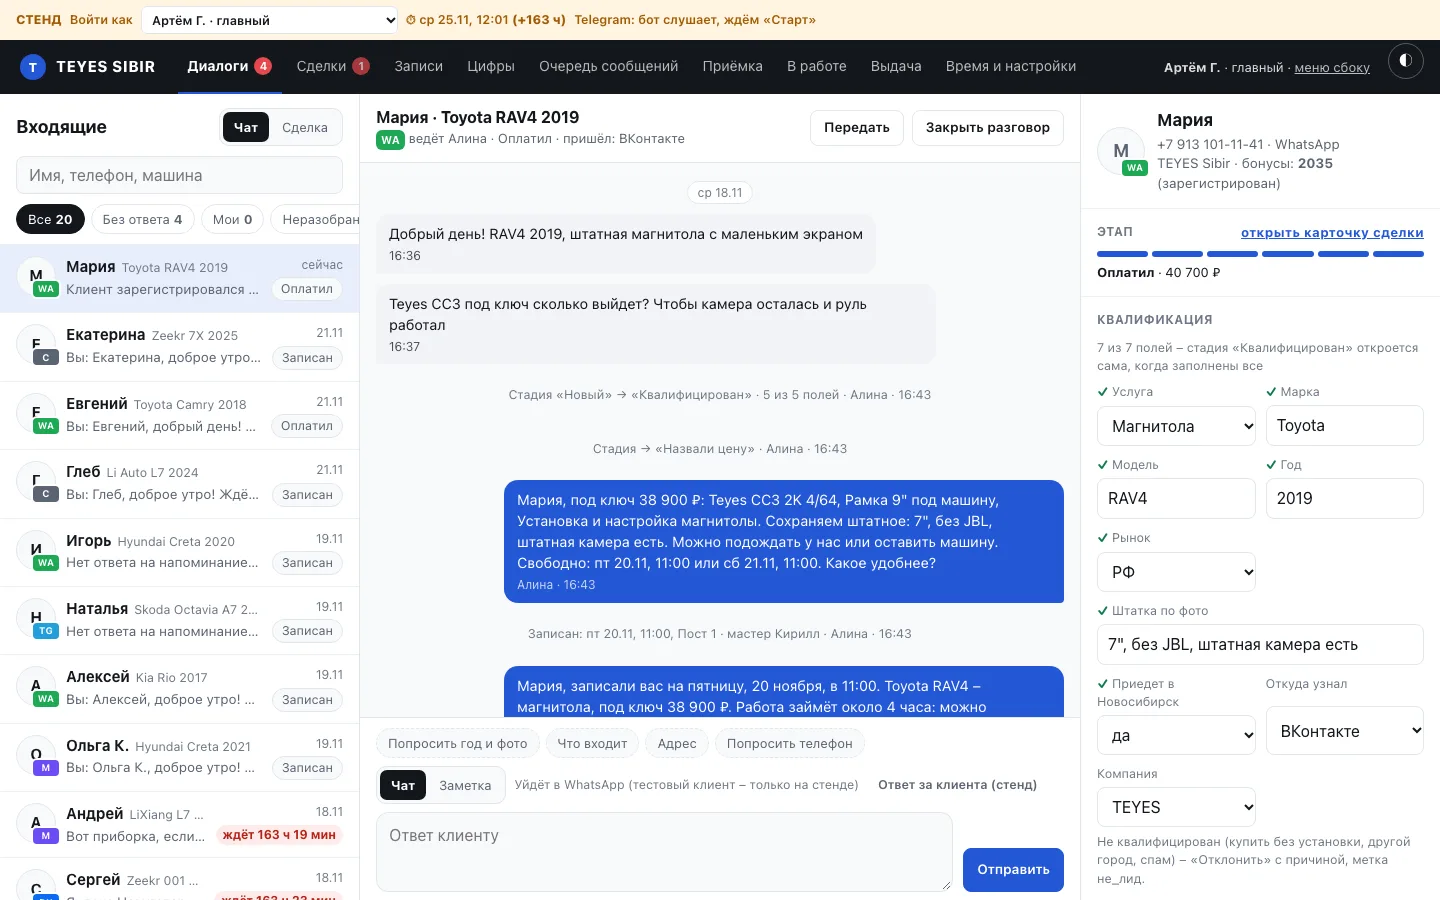 СТЕНД Войти как Артём Г. · главный ⏱ ср 25.11, 12:01 (+163 ч) Telegram: бот слушает, ждём «Старт»
T TEYES SIBIR Диалоги 4 Сделки 1 Записи Цифры Очередь сообщений Приёмка В работе Выдача Время и настройки Артём Г. · главный · меню сбоку
Входящие Чат Сделка
Имя, телефон, машина
Все 20 Без ответа 4 Мои 0 Неразобран
М WA Мария Toyota RAV4 2019 сейчас
Клиент зарегистрировался ... Оплатил
Е С Екатерина Zeekr 7X 2025 21.11
Вы: Екатерина, доброе утро... Записан
Е WA Евгений Toyota Camry 2018 21.11
Вы: Евгений, добрый день! ... Оплатил
Г С Глеб Li Auto L7 2024 21.11
Вы: Глеб, доброе утро! Ждё... Записан
И WA Игорь Hyundai Creta 2020 19.11
Нет ответа на напоминание... Записан
Н TG Наталья Skoda Octavia A7 2... 19.11
Нет ответа на напоминание... Записан
А WA Алексей Kia Rio 2017 19.11
Вы: Алексей, доброе утро! ... Записан
О М Ольга К. Hyundai Creta 2021 19.11
Вы: Ольга К., доброе утро! ... Записан
А М Андрей LiXiang L7 ... 18.11
Вот приборка, если... ждёт 163 ч 19 мин
С Сергей Zeekr 001 ... 18.11
ждёт 163 ч 23 мин
Мария · Toyota RAV4 2019
WA ведёт Алина · Оплатил · пришёл: ВКонтакте
Передать Закрыть разговор
ср 18.11
Добрый день! RAV4 2019, штатная магнитола с маленьким экраном
16:36
Teyes CC3 под ключ сколько выйдет? Чтобы камера осталась и руль
работал
16:37
Стадия «Новый» → «Квалифицирован» · 5 из 5 полей · Алина · 16:43
Стадия → «Назвали цену» · Алина · 16:43
Мария, под ключ 38 900 ₽: Teyes CC3 2K 4/64, Рамка 9" под машину,
Установка и настройка магнитолы. Сохраняем штатное: 7", без JBL,
штатная камера есть. Можно подождать у нас или оставить машину.
Свободно: пт 20.11, 11:00 или сб 21.11, 11:00. Какое удобнее?
Алина · 16:43
Записан: пт 20.11, 11:00, Пост 1 · мастер Кирилл · Алина · 16:43
Мария, записали вас на пятницу, 20 ноября, в 11:00. Toyota RAV4 –
магнитола, под ключ 38 900 ₽. Работа займёт около 4 часа: можно
Попросить год и фото Что входит Адрес Попросить телефон
Чат Заметка Уйдёт в WhatsApp (тестовый клиент – только на стенде) Ответ за клиента (стенд)
Ответ клиенту
Отправить
М WA Мария
+7 913 101-11-41 · WhatsApp
TEYES Sibir · бонусы: 2035
(зарегистрирован)
ЭТАП открыть карточку сделки
Оплатил · 40 700 ₽
КВАЛИФИКАЦИЯ
7 из 7 полей – стадия «Квалифицирован» откроется
сама, когда заполнены все
✓ Услуга ✓ Марка
Магнитола Toyota
✓ Модель ✓ Год
RAV4 2019
✓ Рынок
РФ
✓ Штатка по фото
7", без JBL, штатная камера есть
✓ Приедет в Новосибирск Откуда узнал
да ВКонтакте
Компания
TEYES
Не квалифицирован (купить без установки, другой
город, спам) – «Отклонить» с причиной, метка
не_лид.